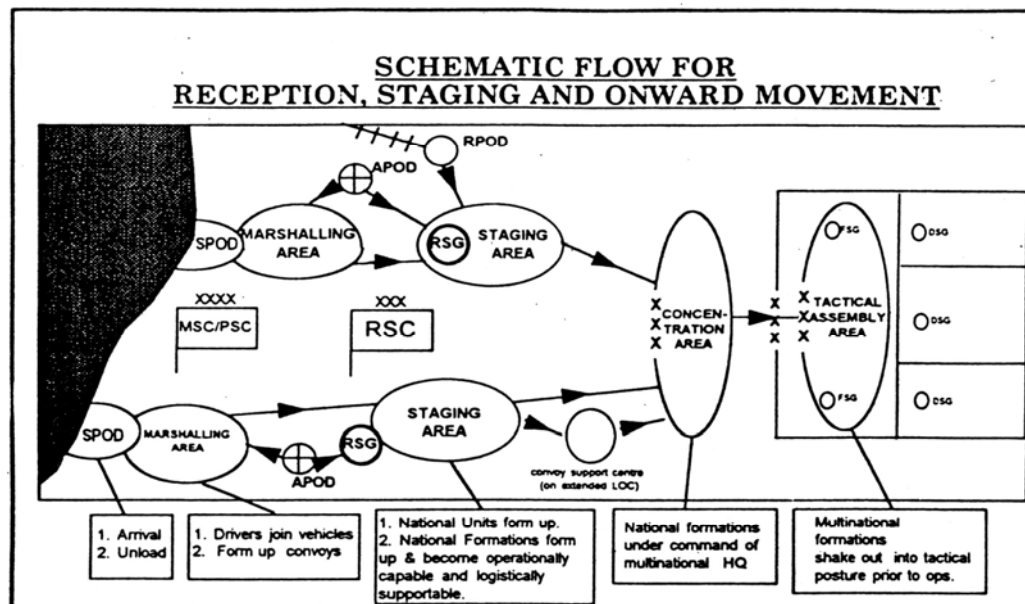 SCHEMATIC FLOW FOR
RECEPTION, STAGING AND ONWARD MOVEMENT
RPOD
APOD
SPOD
MARSHALLING
AREA
RSG
STAGING
AREA
XXXX
MSC/PSC
XXX
RSC
X
X
X
CONCEN-
TRATION
AREA
X
X
X
X
X
X
TACTICAL
ASSEMBLY
AREA
FSG
FSG
DSG
DSG
DSG
SPOD
MARSHALLING
AREA
APOD
RSG
STAGING
AREA
convoy support centre
(on extended LOC)
1. Arrival
2. Unload
1. Drivers join vehicles
2. Form up convoys
1. National Units form up.
2. National Formations form
up & become operationally
capable and logistically
supportable.
National formations
under command of
multinational HQ
Multinational
formations
shake out into tactical
posture prior to ops.